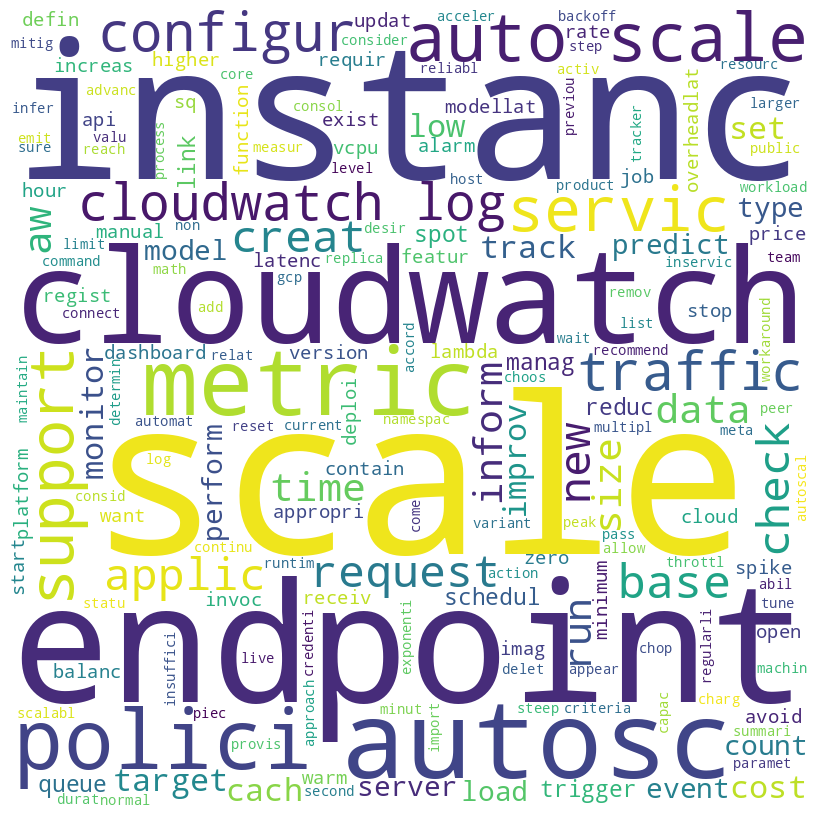 defin
configur
updat
acceler
backoff
auto scale
mitig
consider
rate
step
increas
higher
requir
core
reliabl
activ
resourc
instanc
advanc
infer
consol
larger
emit
api
sq
exist
modellat
previou
valu
reach
process
link
function
measur
vcpu
low
alarm
overheadlat
tracker
set
public
sure
level
host
product
job
workload
hour
cloudwatch log
servic
type
aw
manual
non
creat
desir
spot
track
predict
price
limit
model
latenc
replica
featur
inservic
team
command
math
gcp
regist
connect
add
remov
list
stop
cloudwatch
wait
dashboard
relat
version
accord
lambda
manag
recommend
traffic
workaround
maintain
support
monitor
determin
metric
choos
automat
reset
current
deploi
namespac
inform
improv
new
reduc
multipl
data
peer
meta
log
scale
size
check
autoscal
platform
consid
want
perform
contain
time
appropri
come
variant
peak
cloud
start
continu
runtim
pass
allow
throttl
applic
request
action
zero
base
spike
abil
statu
invoc
receiv
exponenti
schedul
run
minimum
tune
endpoint
imag
chop
regularli
open
balanc
insuffici
live
credenti
delet
appear
machin
scalabl
piec
approach
minut
import
steep
criteria
capac
charg
avoid
summari
polici
provis
autosc
count
paramet
queue
target
warm
second
cach
server
load
trigger
event
cost
durat
normal